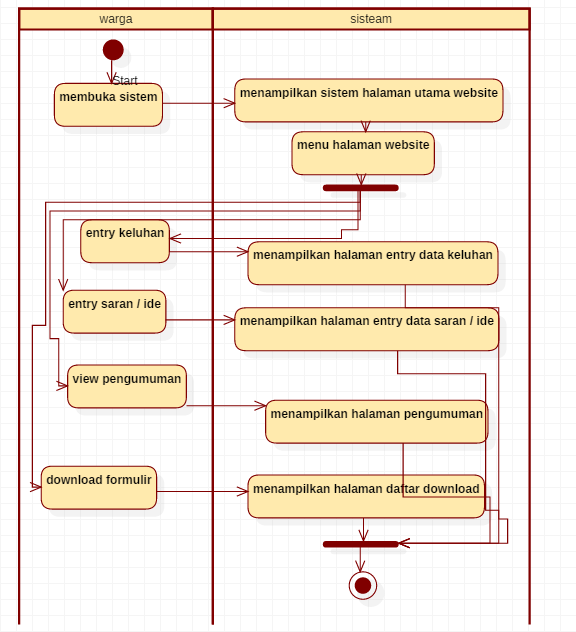 warga
sisteam
Start
membuka sistem
menampilkan sistem halaman utama website
menu halaman website
entry keluhan
menampilkan halaman entry data keluhan
entry saran / ide
menampilkan halaman entry data saran / ide
view pengumuman
menampilkan halaman pengumuman
download formulir
menampilkan halaman daftar download